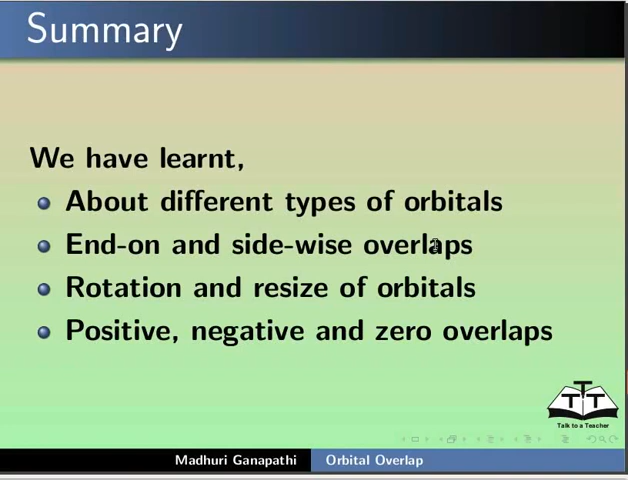 Summary
We have learnt,
About different types of orbitals
End-on and side-wise overlaps
Rotation and resize of orbitals
Positive, negative and zero overlaps
T
T T
Talk to a Teacher
Madhuri Ganapathi Orbital Overlap